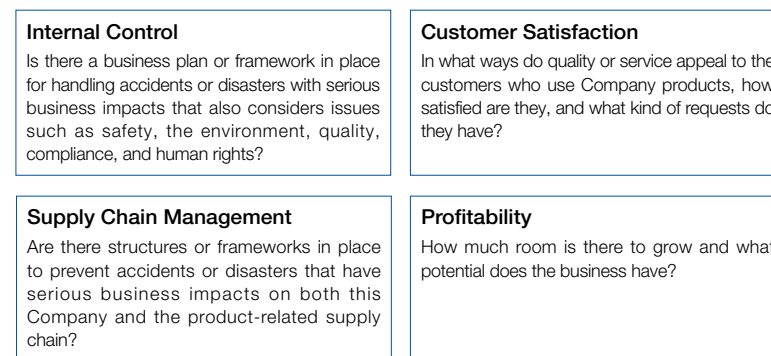 Internal Control
Is there a business plan or framework in place
for handling accidents or disasters with serious
business impacts that also considers issues
such as safety, the environment, quality,
compliance, and human rights?
Customer Satisfaction
In what ways do quality or service appeal to the
customers who use Company products, how
satisfied are they, and what kind of requests do
they have?
Supply Chain Management
Are there structures or frameworks in place
to prevent accidents or disasters that have
serious business impacts on both this
Company and the product-related supply
chain?
Profitability
How much room is there to grow and what
potential does the business have?